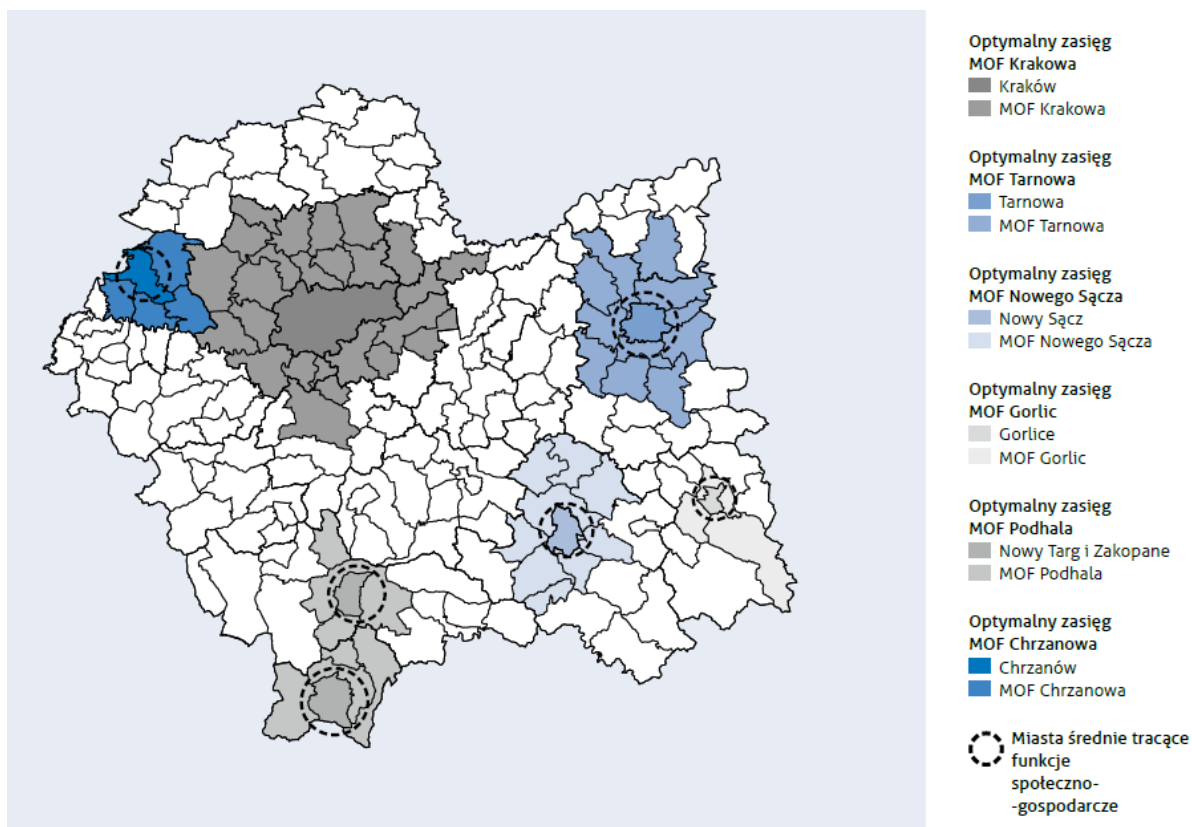 Optymalny zasięg
MOF Krakowa
Kraków
MOF Krakowa
Optymalny zasięg
MOF Tarnowa
Tarnowa
MOF Tarnowa
Optymalny zasięg
MOF Nowego Sącza
Nowy Sącz
MOF Nowego Sącza
Optymalny zasięg
MOF Gorlic
Gorlice
MOF Gorlic
Optymalny zasięg
MOF Podhala
Nowy Targ i Zakopane
MOF Podhala
Optymalny zasięg
MOF Chrzanowa
Chrzanów
MOF Chrzanowa
Miasta średnie tracące
funkcje
społeczno-
-gospodarcze